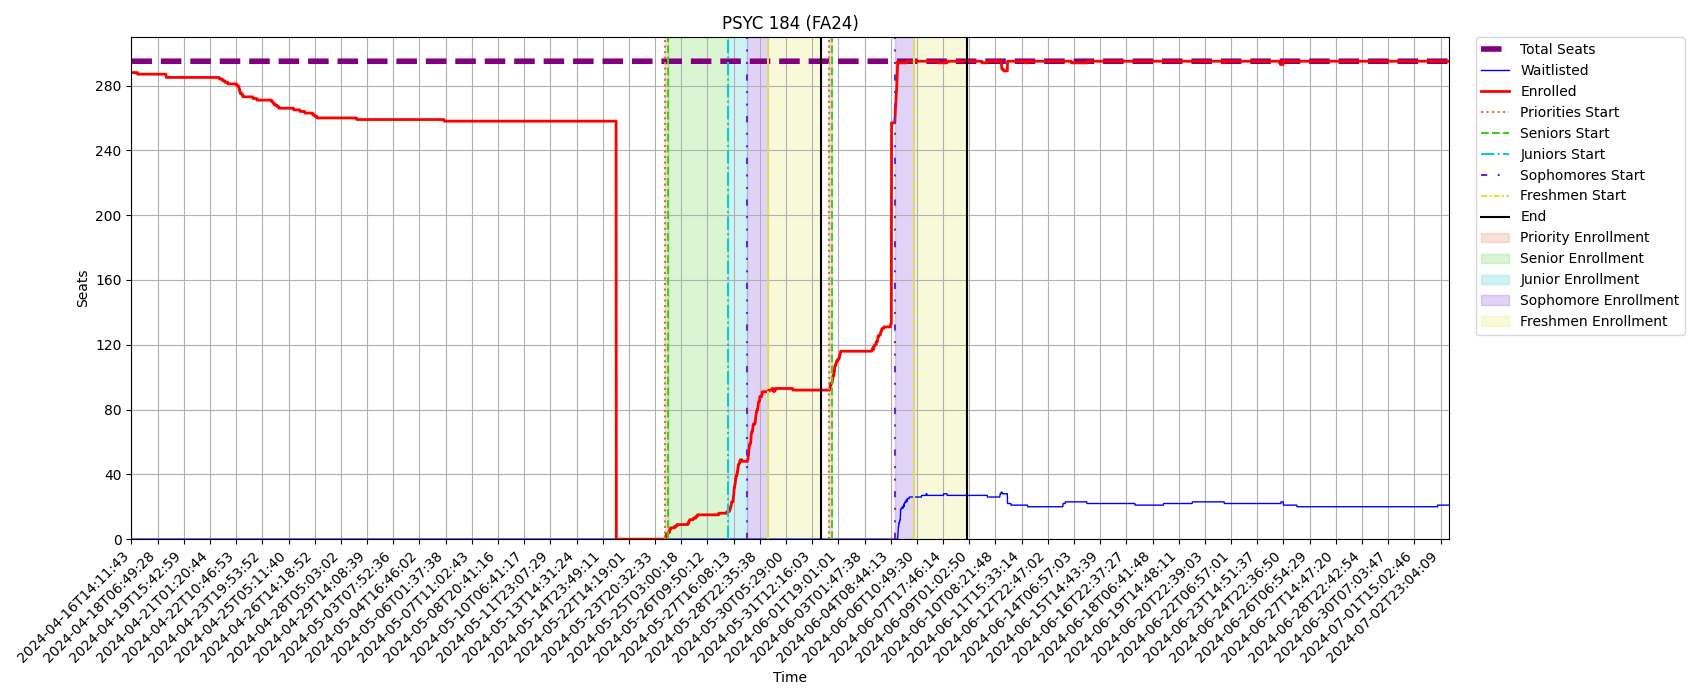 PSYC 184 (FA24)
Total Seats
Waitlisted
Enrolled
Priorities Start
Seniors Start
Juniors Start
Sophomores Start
Freshmen Start
End
Priority Enrollment
Senior Enrollment
Junior Enrollment
Sophomore Enrollment
Freshmen Enrollment
Seats
280
240
200
160
120
80
40
0
2024-04-16T14:11:43
2024-04-18T06:49:28
2024-04-19T15:42:59
2024-04-21T01:20:44
2024-04-22T10:46:53
2024-04-23T19:53:52
2024-04-25T05:11:40
2024-04-26T14:18:52
2024-04-28T05:03:02
2024-04-29T14:08:39
2024-05-03T07:52:36
2024-05-04T16:46:02
2024-05-06T01:37:38
2024-05-07T11:02:43
2024-05-08T20:41:16
2024-05-10T06:41:17
2024-05-11T23:07:29
2024-05-13T14:31:24
2024-05-14T23:49:11
2024-05-22T14:19:01
2024-05-23T20:32:33
2024-05-25T03:00:18
2024-05-26T09:50:12
2024-05-27T16:08:13
2024-05-28T22:35:38
2024-05-30T05:29:00
2024-05-31T12:16:03
2024-06-01T19:01:01
2024-06-03T01:47:38
2024-06-04T08:44:13
2024-06-06T10:49:30
2024-06-07T17:46:14
2024-06-09T01:02:50
2024-06-10T08:21:48
2024-06-11T15:33:14
2024-06-12T22:47:02
2024-06-14T06:57:03
2024-06-15T14:43:39
2024-06-16T22:37:27
2024-06-18T06:41:48
2024-06-19T14:48:11
2024-06-20T22:39:03
2024-06-22T06:57:01
2024-06-23T14:51:37
2024-06-24T22:36:50
2024-06-26T06:54:29
2024-06-27T14:47:20
2024-06-28T22:42:54
2024-06-30T07:03:47
2024-07-01T15:02:46
2024-07-02T23:04:09
Time